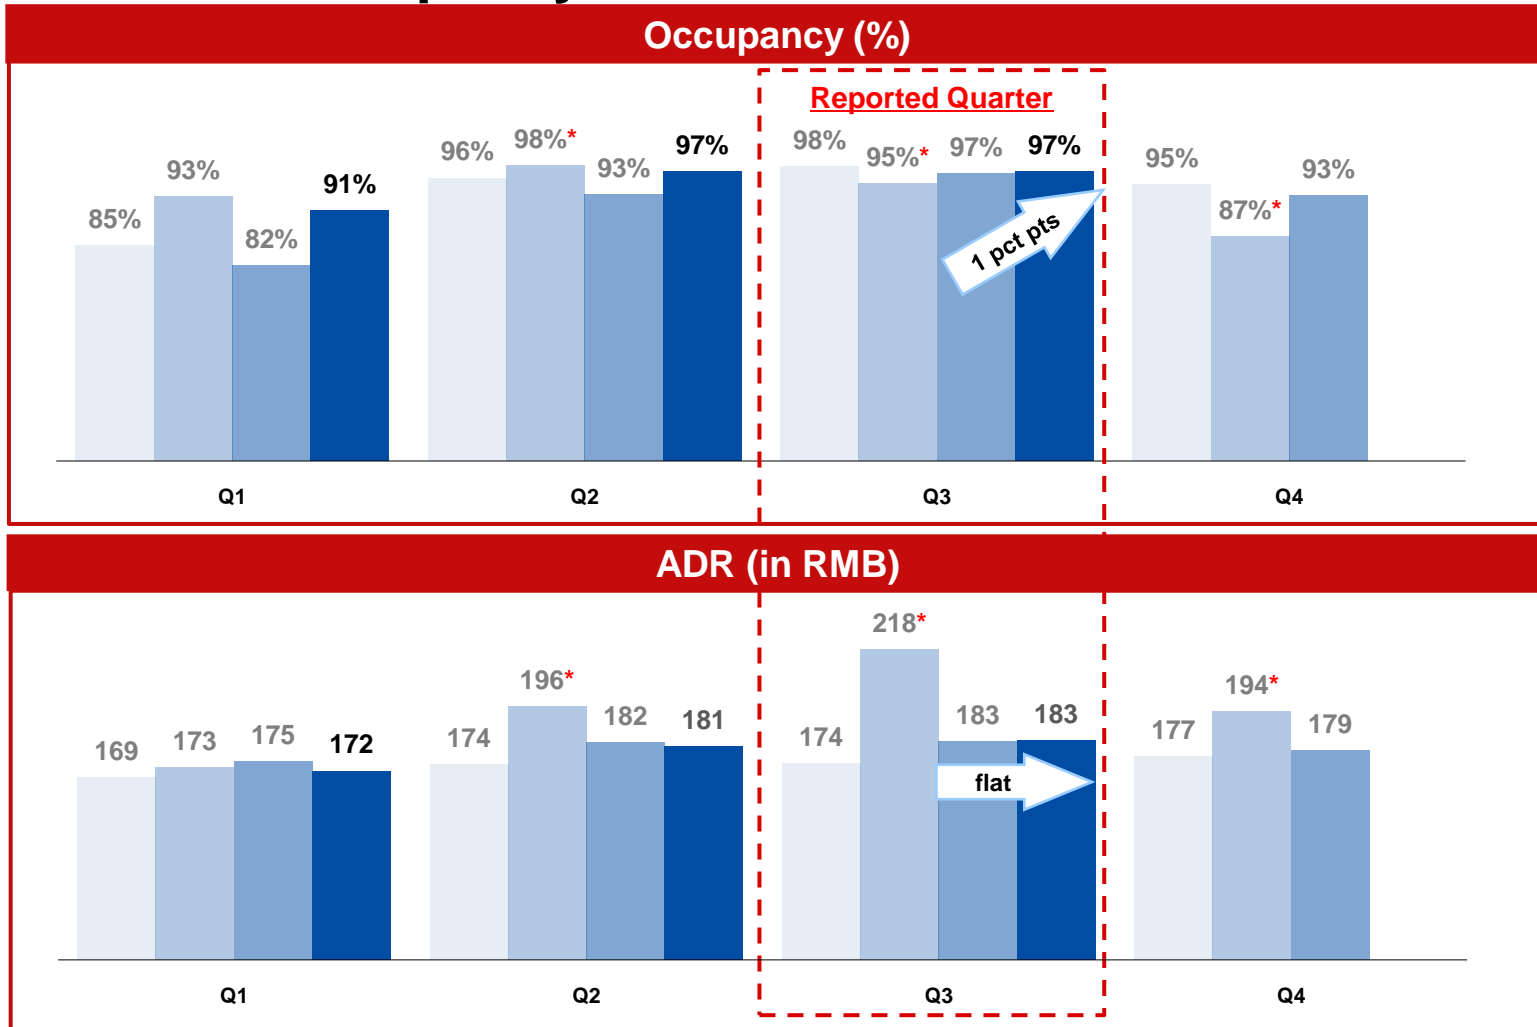 Occupancy (%)
Reported Quarter
85%
93%
82%
91%
96%
98%*
93%
97%
98%
95%*
97%
97%
95%
87%*
93%
1 pct pts
Q1
Q2
Q3
Q4
ADR (in RMB)
169
173
175
172
174
196*
182
181
174
218*
183
183
177
194*
179
flat
Q1
Q2
Q3
Q4